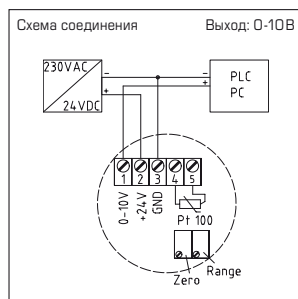 Схема соединения Выход: 0-10В
230VAC
24VDC
- -
+ +
PLC
PC
1 2 3 4 5
0-10V
+24V
GND
Pt 100
Zero
Range